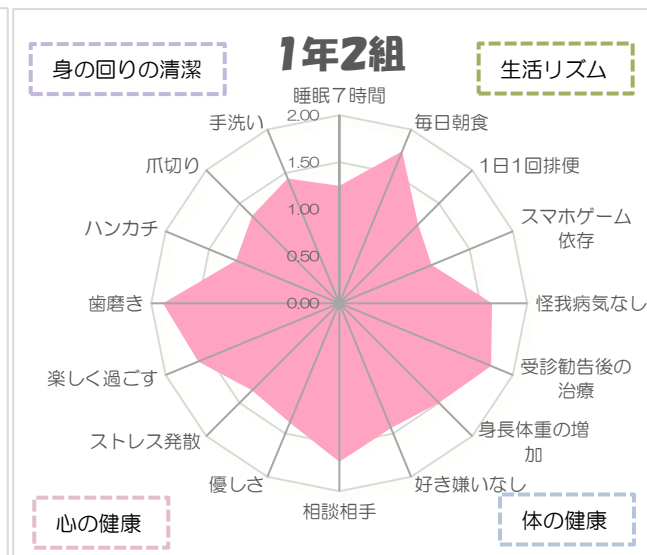 1年2組
身の回りの清潔
生活リズム
睡眠7時間
毎日朝食
1日1回排便
スマホゲーム
依存
怪我病気なし
受診勧告後の
治療
身長体重の増
加
好き嫌いなし
相談相手
優しさ
ストレス発散
楽しく過ごす
歯磨き
ハンカチ
爪切り
手洗い
2.00
1.50
1.00
0.50
0.00
心の健康
体の健康